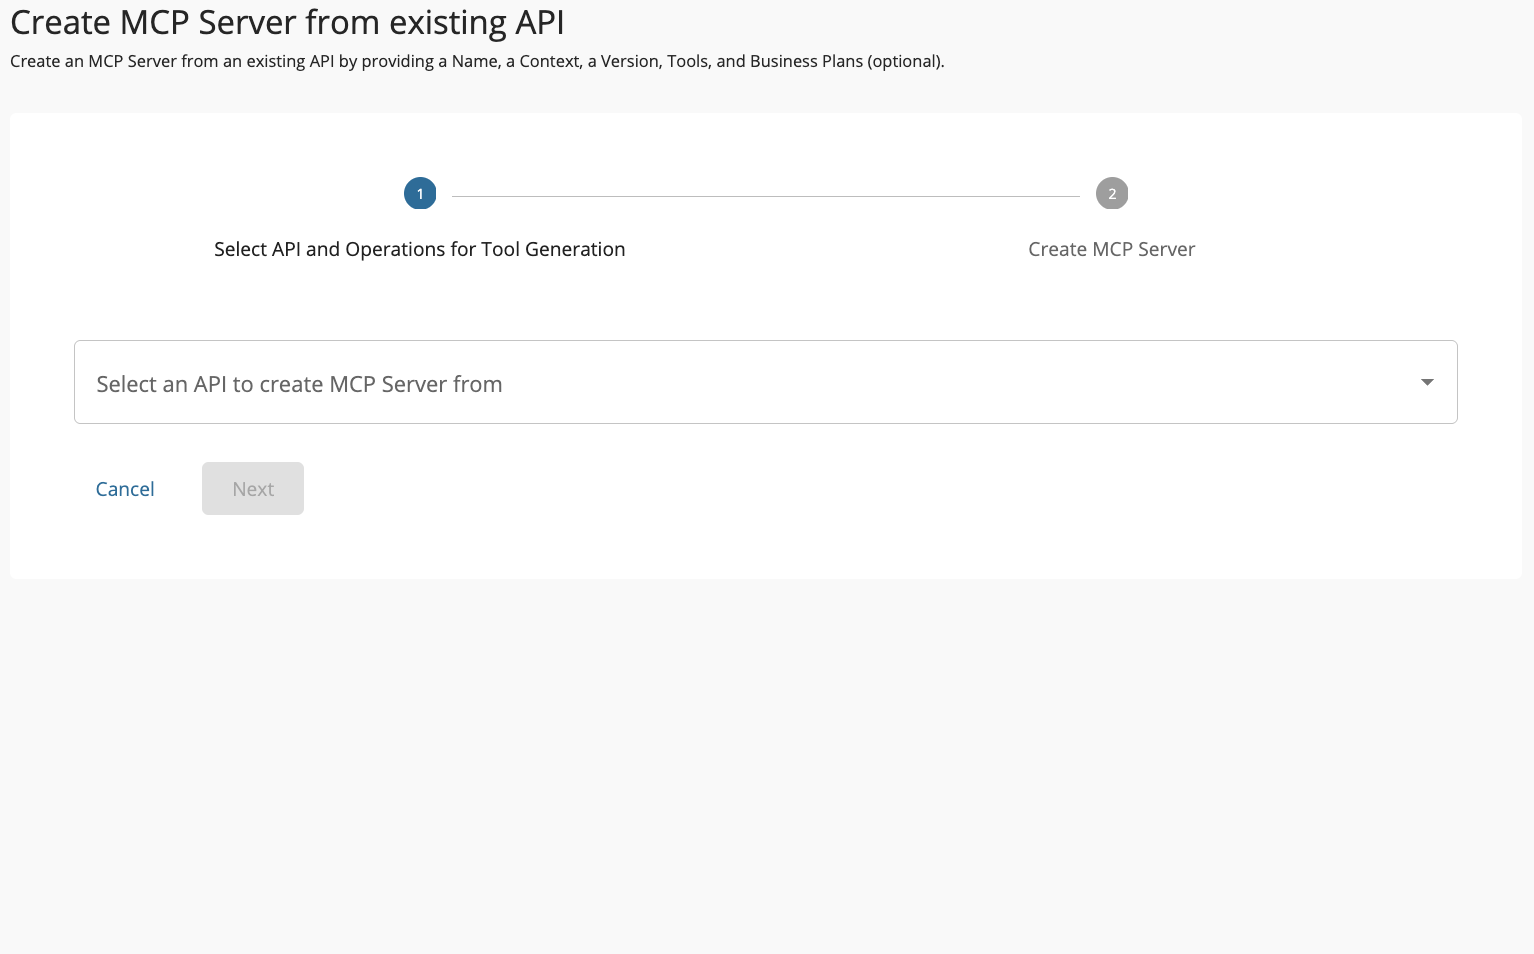 Create MCP Server from existing API
Create an MCP Server from an existing API by providing a Name, a Context, a Version, Tools, and Business Plans (optional).
1
2
Select API and Operations for Tool Generation
Create MCP Server
Select an API to create MCP Server from
Cancel
Next